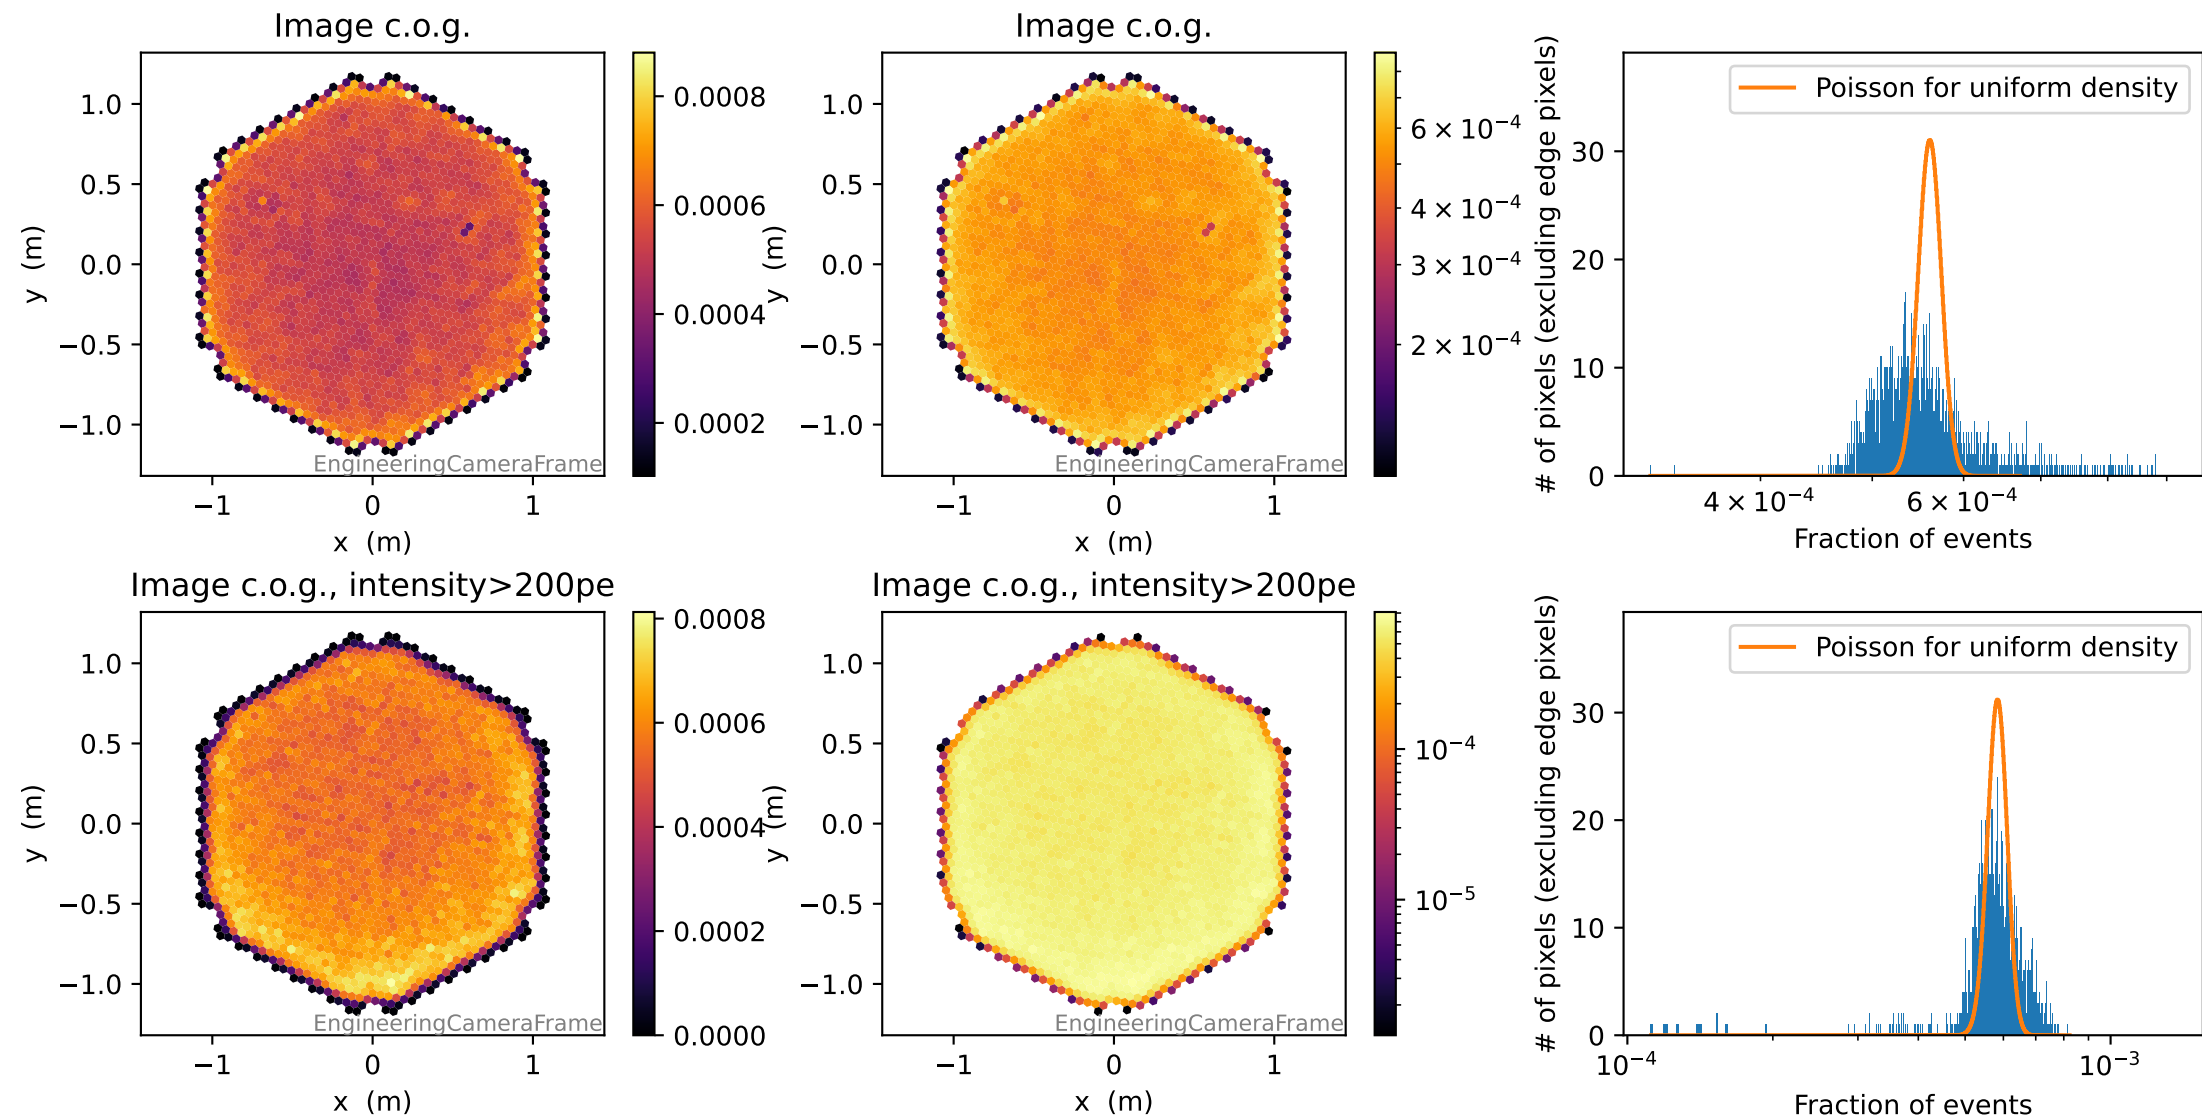 Image c.o.g.
1.0
0.5
0.0
−0.5
−1.0
y (m)
−1 0 1
x (m)
EngineeringCameraFrame
0.0008
0.0006
0.0004
0.0002
Image c.o.g.
1.0
0.5
0.0
−0.5
−1.0
y (m)
−1 0 1
x (m)
EngineeringCameraFrame
6×10⁻⁴
4×10⁻⁴
3×10⁻⁴
2×10⁻⁴
# of pixels (excluding edge pixels)
30
20
10
0
Poisson for uniform density
4×10⁻⁴ 6×10⁻⁴
Fraction of events
Image c.o.g., intensity>200pe
1.0
0.5
0.0
−0.5
−1.0
y (m)
−1 0 1
x (m)
EngineeringCameraFrame
0.0008
0.0006
0.0004
0.0002
0.0000
Image c.o.g., intensity>200pe
1.0
0.5
0.0
−0.5
−1.0
y (m)
−1 0 1
x (m)
EngineeringCameraFrame
10⁻⁴
10⁻⁵
# of pixels (excluding edge pixels)
30
20
10
0
Poisson for uniform density
10⁻⁴ 10⁻³
Fraction of events